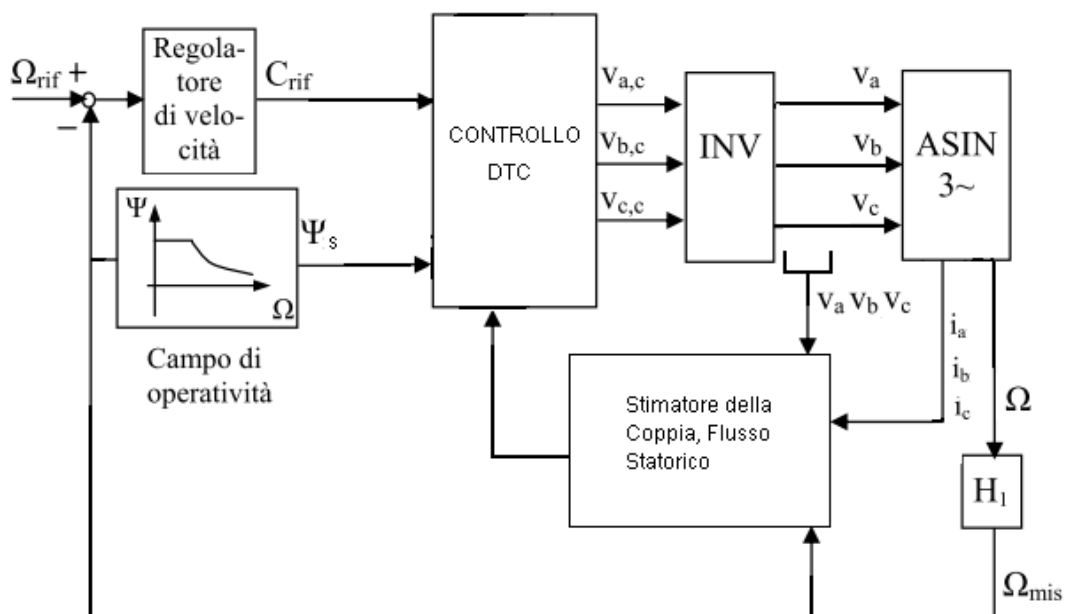 Ω_rif +
−
Regola-
tore
di velo-
cità
C_rif
CONTROLLO
DTC
v_a,c
v_b,c
v_c,c
INV
v_a
v_b
v_c
ASIN
3~
Ψ
Ω
Ψ_s
Campo di
operatività
v_a v_b v_c
i_a
i_b
i_c
Ω
Stimatore della
Coppia, Flusso
Statorico
H_1
Ω_mis